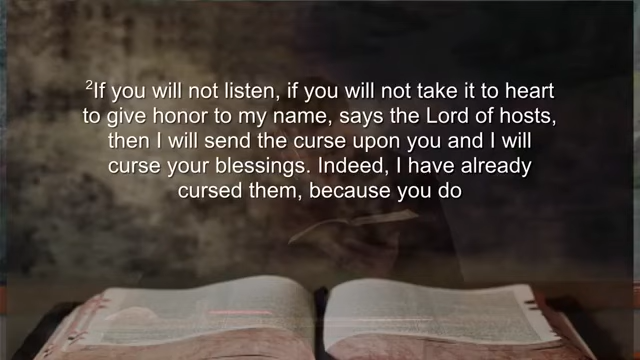 ²If you will not listen, if you will not take it to heart
to give honor to my name, says the Lord of hosts,
then I will send the curse upon you and I will
curse your blessings. Indeed, I have already
cursed them, because you do